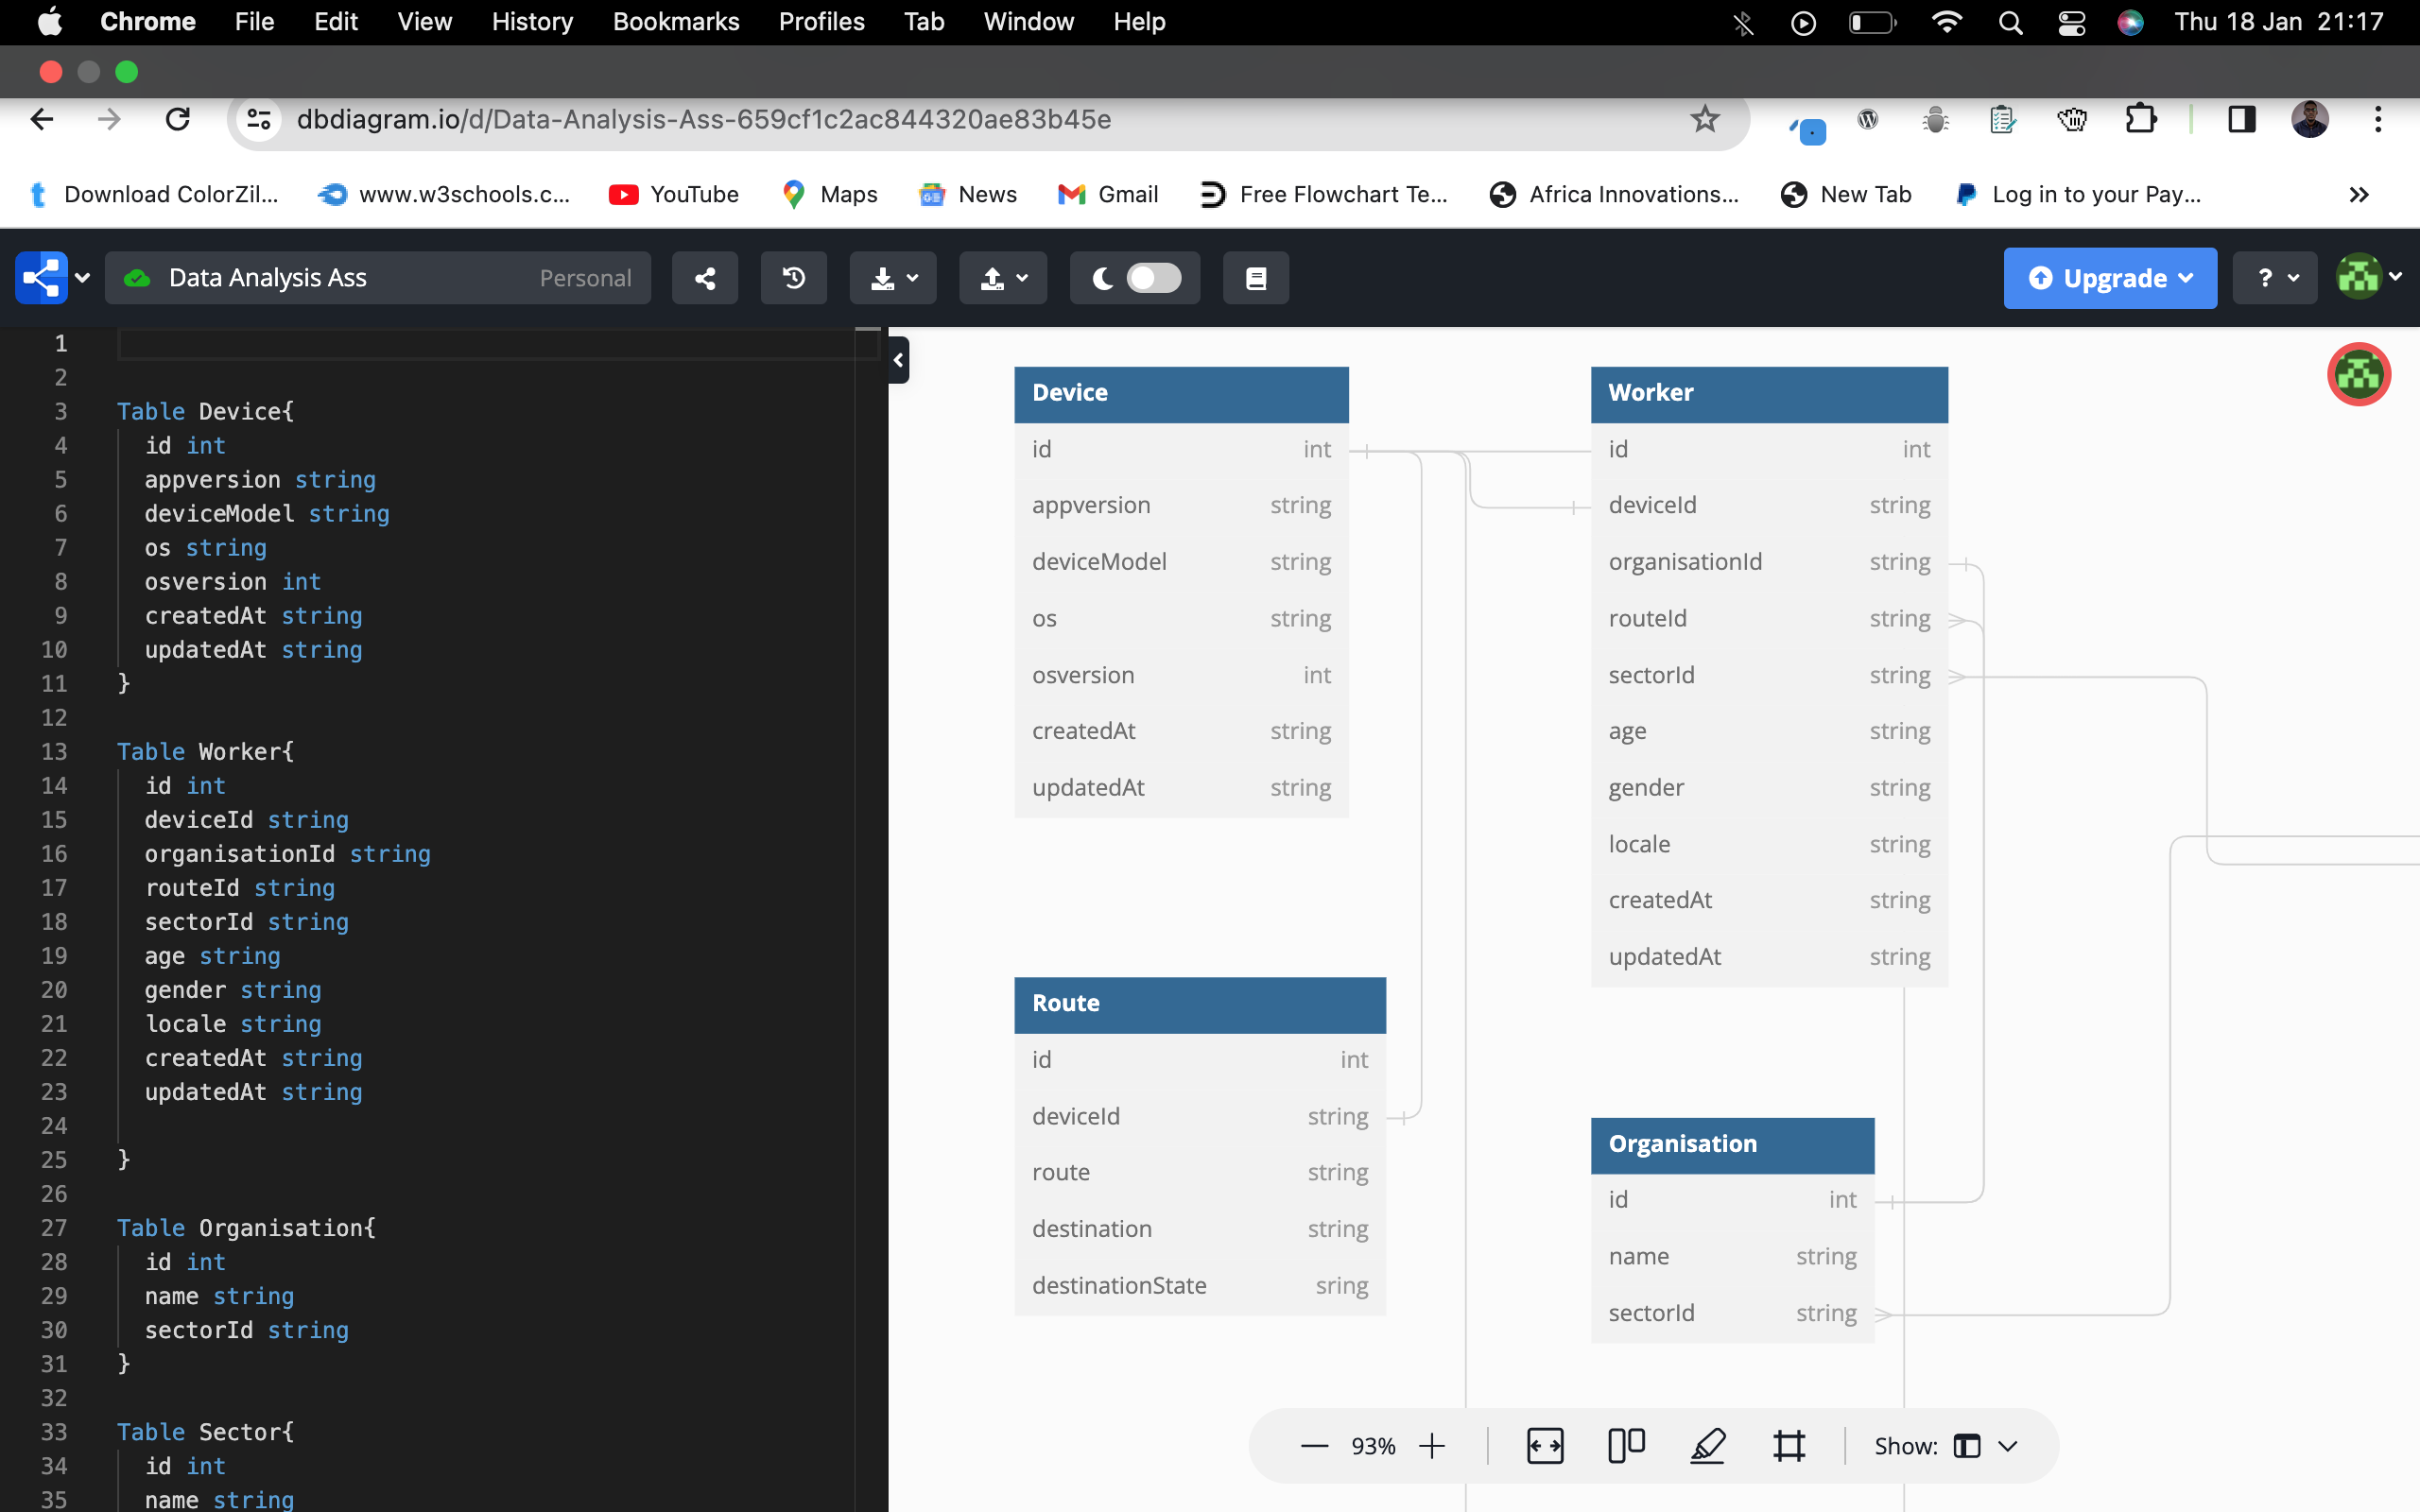 Chrome File Edit View History Bookmarks Profiles Tab Window Help Thu 18 Jan 21:17
dbdiagram.io/d/Data-Analysis-Ass-659cf1c2ac844320ae83b45e
Download ColorZil... www.w3schools.c... YouTube Maps News Gmail Free Flowchart Te... Africa Innovations... New Tab Log in to your Pay... »
Data Analysis Ass Personal Upgrade ?
1
2
3 Table Device{
4 id int
5 appversion string
6 deviceModel string
7 os string
8 osversion int
9 createdAt string
10 updatedAt string
11 }
12
13 Table Worker{
14 id int
15 deviceId string
16 organisationId string
17 routeId string
18 sectorId string
19 age string
20 gender string
21 locale string
22 createdAt string
23 updatedAt string
24
25 }
26
27 Table Organisation{
28 id int
29 name string
30 sectorId string
31 }
32
33 Table Sector{
34 id int
35 name string
Device
id int
appversion string
deviceModel string
os string
osversion int
createdAt string
updatedAt string
Worker
id int
deviceId string
organisationId string
routeId string
sectorId string
age string
gender string
locale string
createdAt string
updatedAt string
Route
id int
deviceId string
route string
destination string
destinationState sring
Organisation
id int
name string
sectorId string
93% Show: